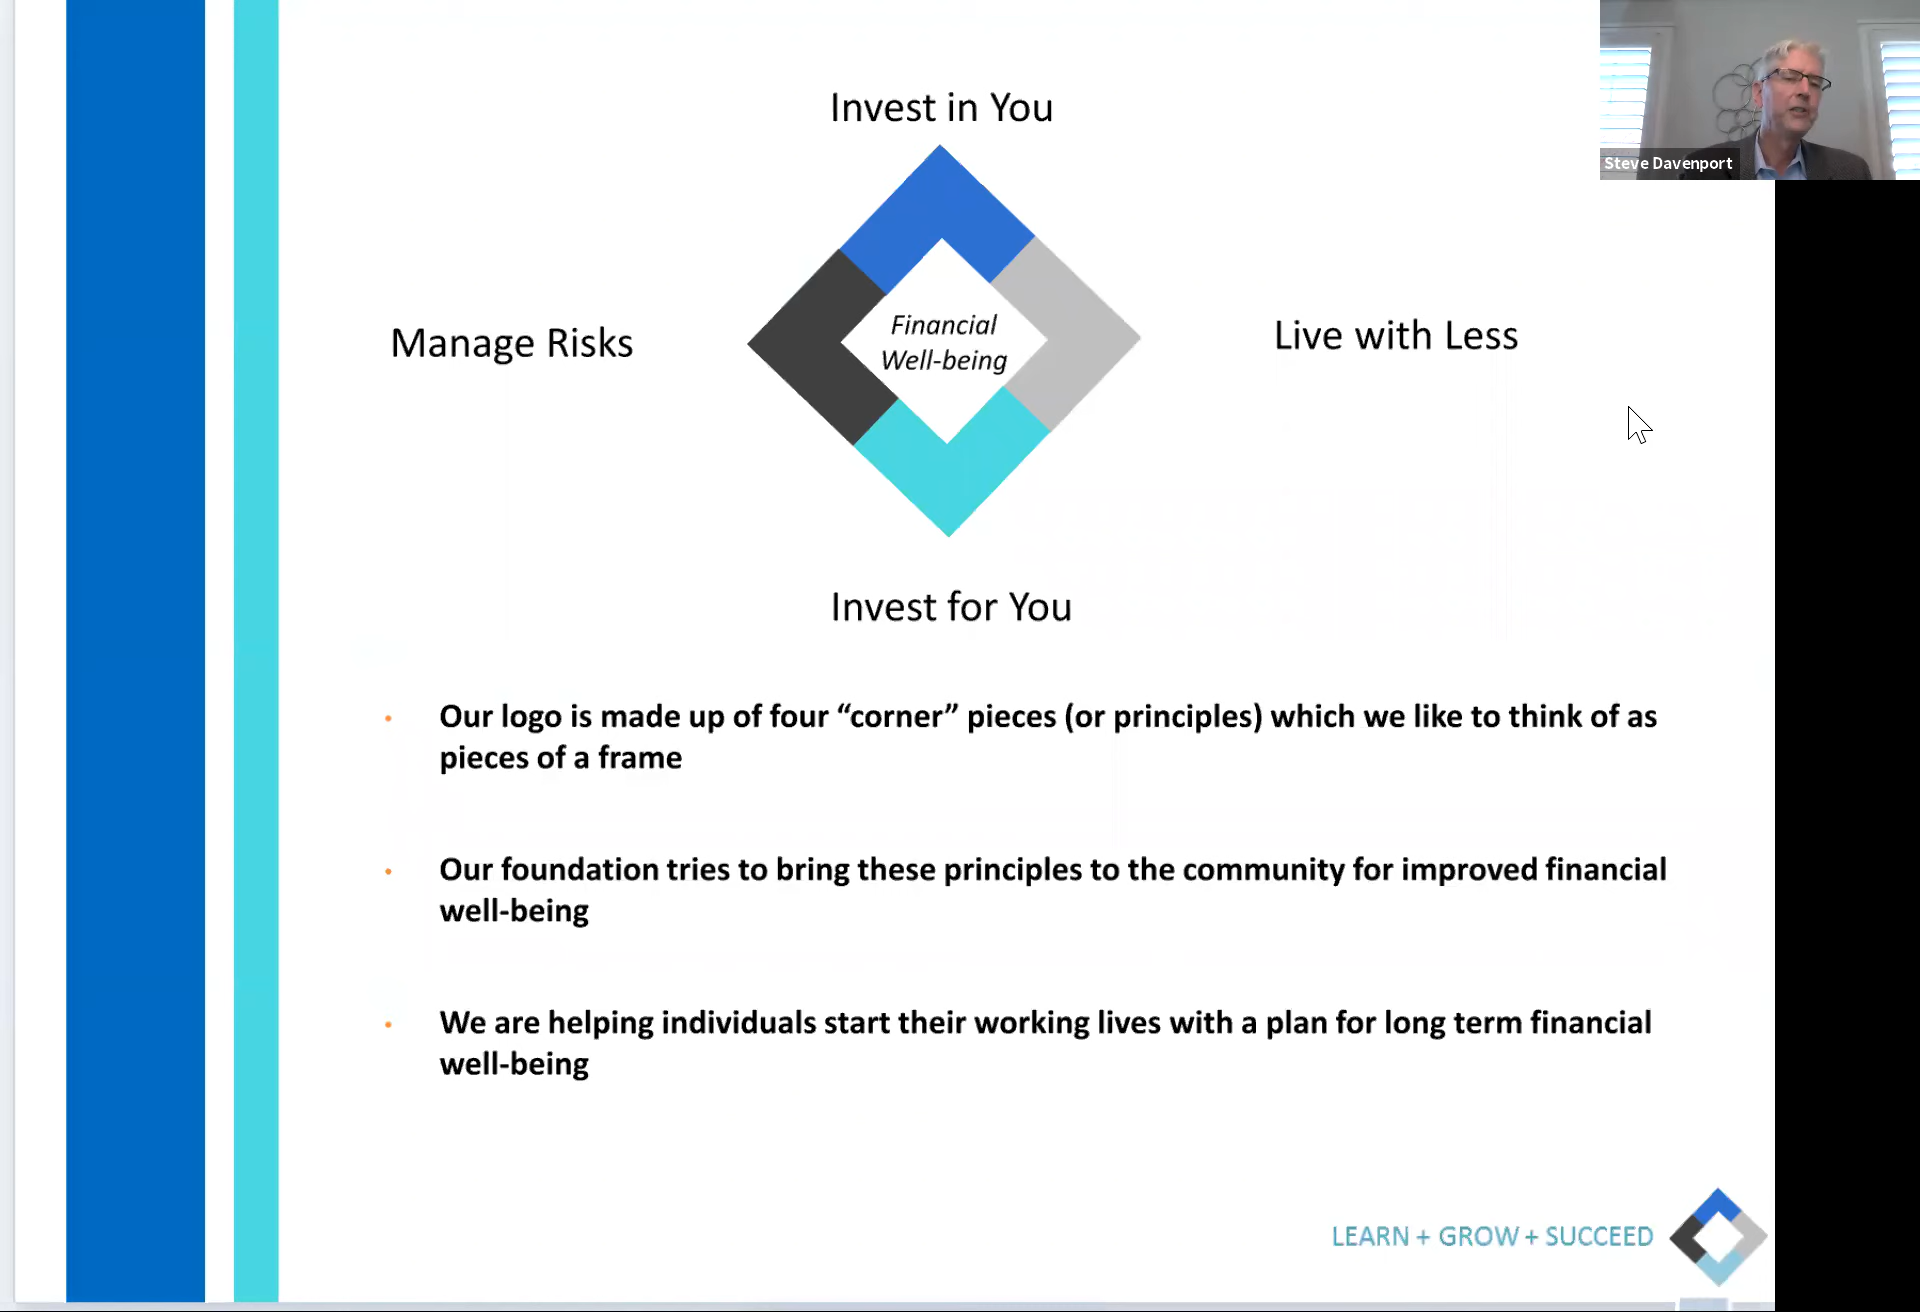 Invest in You
Steve Davenport
Manage Risks
Financial
Well-being
Live with Less
Invest for You
• Our logo is made up of four “corner” pieces (or principles) which we like to think of as
pieces of a frame
• Our foundation tries to bring these principles to the community for improved financial
well-being
• We are helping individuals start their working lives with a plan for long term financial
well-being
LEARN + GROW + SUCCEED